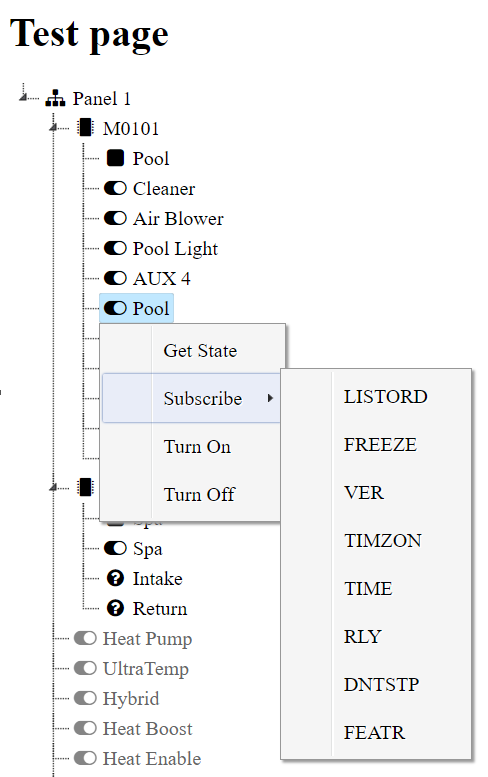 Test page
Panel 1
M0101
Pool
Cleaner
Air Blower
Pool Light
AUX 4
Pool
Get State
Subscribe
Turn On
Turn Off
LISTORD
FREEZE
VER
TIMZON
TIME
RLY
DNTSTP
FEATR
Spa
Spa
Intake
Return
Heat Pump
UltraTemp
Hybrid
Heat Boost
Heat Enable